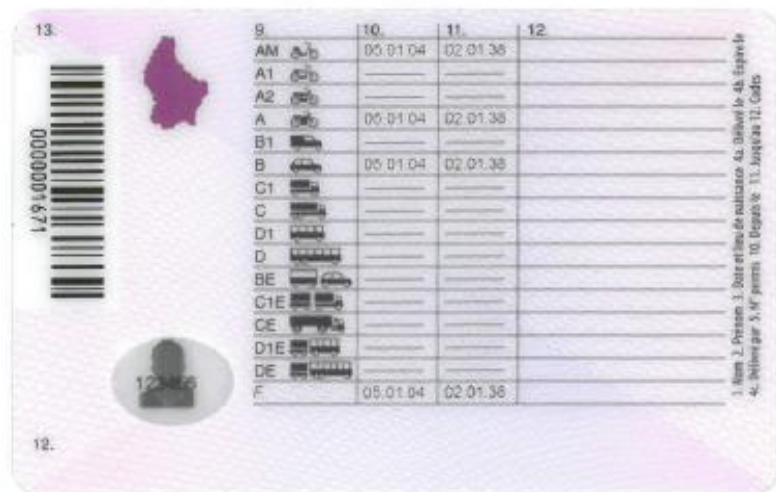 13.
9. 10. 11. 12.
AM 05.01.04 02.01.38
A1
A2
A 05.01.04 02.01.38
B1
B 05.01.04 02.01.38
C1
C
D1
D
BE
C1E
CE
D1E
DE
F 05.01.04 02.01.38
0000001671
123456
12.
1. Nom 2. Prénom 3. Date et lieu de naissance 4a. Délivré le 4b. Expire le
4c. Délivré par 5. N° permis 10. Depuis le 11. Jusqu'au 12. Codes